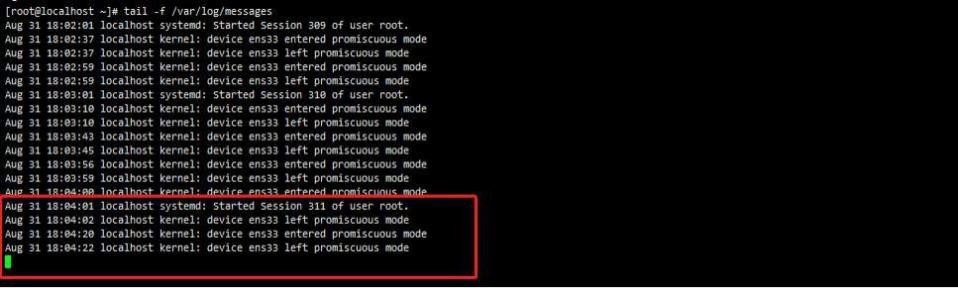 [root@localhost ~]# tail -f /var/log/messages
Aug 31 18:02:01 localhost systemd: Started Session 309 of user root.
Aug 31 18:02:37 localhost kernel: device ens33 entered promiscuous mode
Aug 31 18:02:37 localhost kernel: device ens33 left promiscuous mode
Aug 31 18:02:59 localhost kernel: device ens33 entered promiscuous mode
Aug 31 18:02:59 localhost kernel: device ens33 left promiscuous mode
Aug 31 18:03:01 localhost systemd: Started Session 310 of user root.
Aug 31 18:03:10 localhost kernel: device ens33 entered promiscuous mode
Aug 31 18:03:10 localhost kernel: device ens33 left promiscuous mode
Aug 31 18:03:43 localhost kernel: device ens33 entered promiscuous mode
Aug 31 18:03:45 localhost kernel: device ens33 left promiscuous mode
Aug 31 18:03:56 localhost kernel: device ens33 entered promiscuous mode
Aug 31 18:03:59 localhost kernel: device ens33 left promiscuous mode
Aug 31 18:04:00 localhost kernel: device ens33 entered promiscuous mode
Aug 31 18:04:01 localhost systemd: Started Session 311 of user root.
Aug 31 18:04:02 localhost kernel: device ens33 left promiscuous mode
Aug 31 18:04:20 localhost kernel: device ens33 entered promiscuous mode
Aug 31 18:04:22 localhost kernel: device ens33 left promiscuous mode